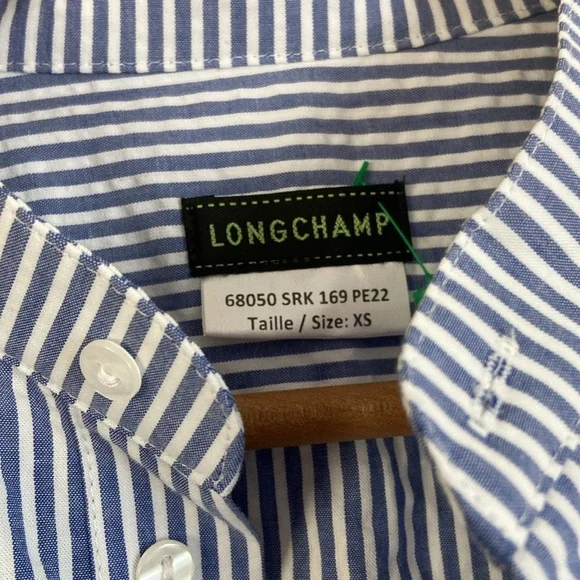 LONGCHAMP
68050 SRK 169 PE22
Taille / Size: XS